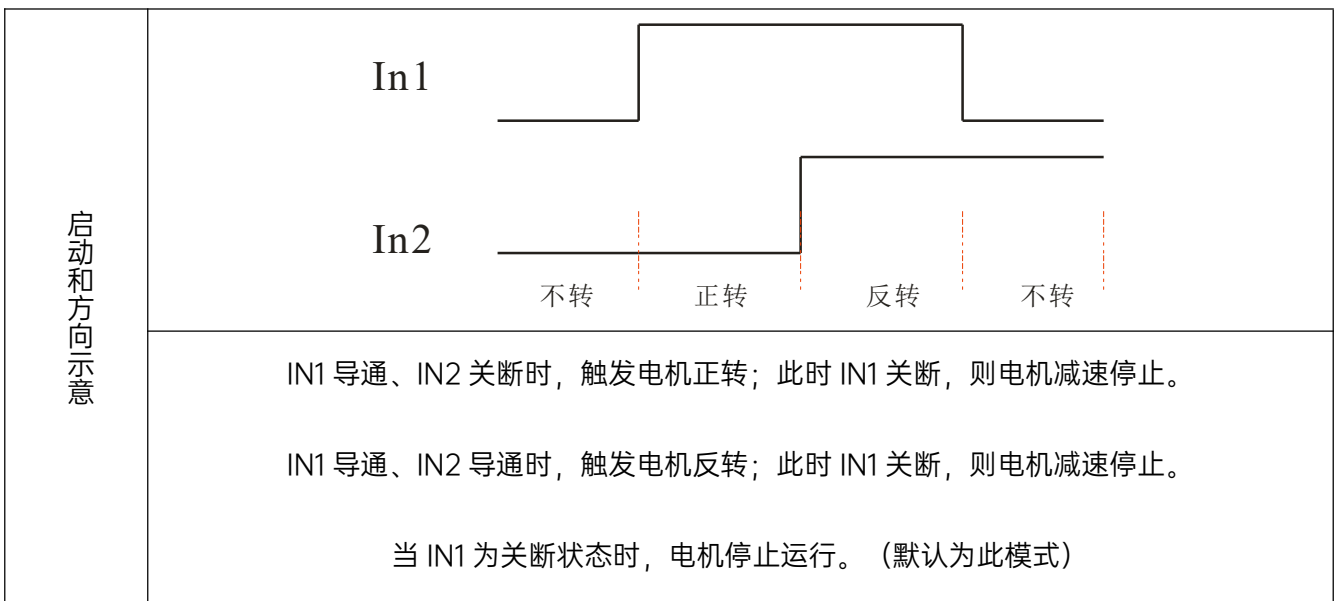 启动和方向示意
In1
In2
不转 正转 反转 不转
IN1 导通、IN2 关断时，触发电机正转；此时 IN1 关断，则电机减速停止。
IN1 导通、IN2 导通时，触发电机反转；此时 IN1 关断，则电机减速停止。
当 IN1 为关断状态时，电机停止运行。（默认为此模式）